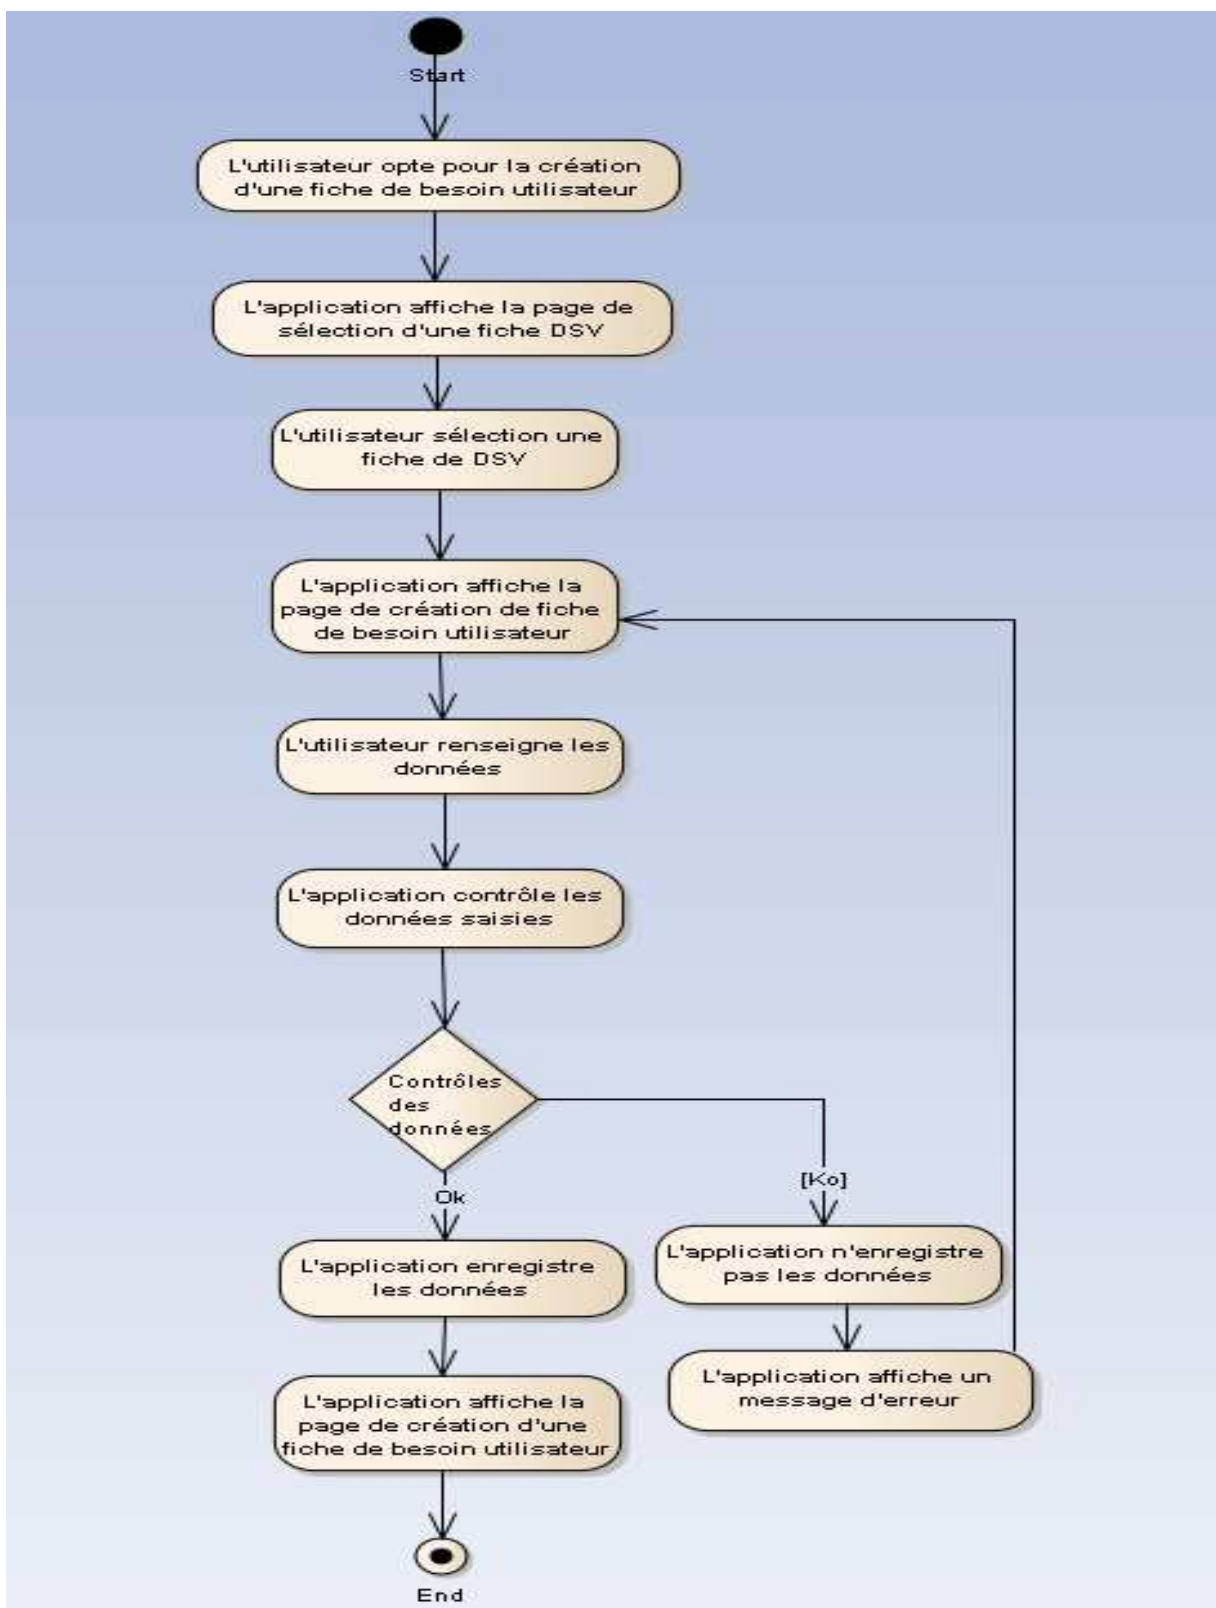 Start
L'utilisateur opte pour la création
d'une fiche de besoin utilisateur
L'application affiche la page de
sélection d'une fiche DSV
L'utilisateur sélection une
fiche de DSV
L'application affiche la
page de création de fiche
de besoin utilisateur
L'utilisateur renseigne les
données
L'application contrôle les
données saisies
Contrôles
des
données
Ok
[Ko]
L'application enregistre
les données
L'application n'enregistre
pas les données
L'application affiche la
page de création d'une
fiche de besoin utilisateur
L'application affiche un
message d'erreur
End